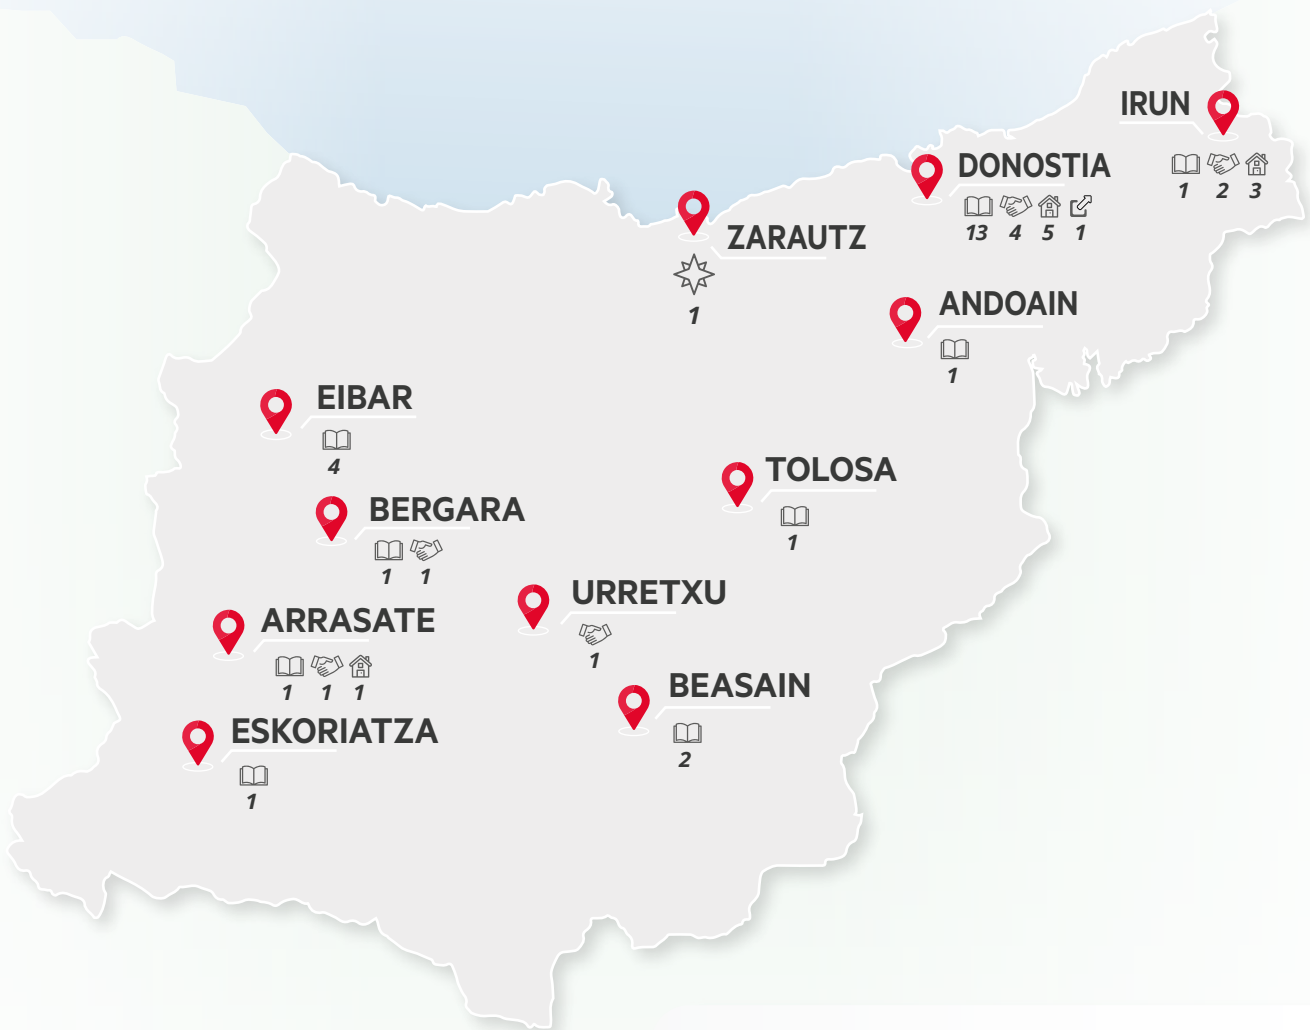 IRUN
1 2 3
DONOSTIA
13 4 5 1
ZARAUTZ
1
ANDOAIN
1
EIBAR
4
TOLOSA
1
BERGARA
1 1
URRETXU
1
ARRASATE
1 1 1
BEASAIN
2
ESKORIATZA
1